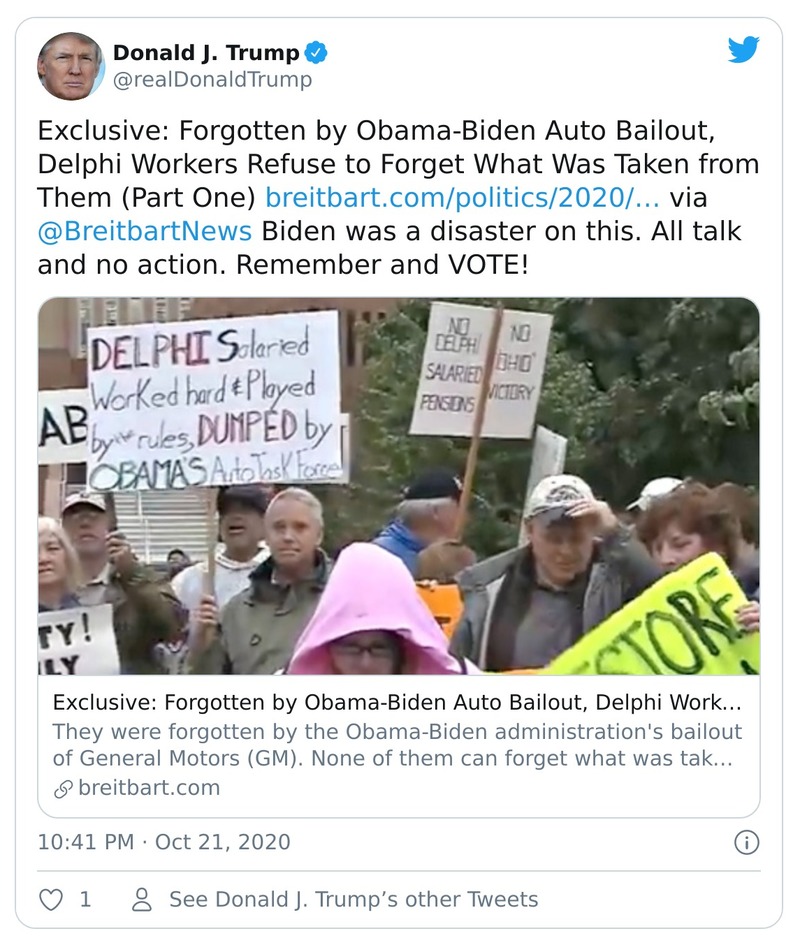 Donald J. Trump
@realDonaldTrump
Exclusive: Forgotten by Obama-Biden Auto Bailout,
Delphi Workers Refuse to Forget What Was Taken from
Them (Part One) breitbart.com/politics/2020/… via
@BreitbartNews Biden was a disaster on this. All talk
and no action. Remember and VOTE!
DELPHI Salaried
Worked hard & Played
by the rules, DUMPED by
OBAMA'S Auto Task Force
AB
NO
DELPHI
SALARIED
PENSIONS
NO
"OHIO"
VICTORY
TY!
LY
STORE
Exclusive: Forgotten by Obama-Biden Auto Bailout, Delphi Work...
They were forgotten by the Obama-Biden administration's bailout
of General Motors (GM). None of them can forget what was tak...
breitbart.com
10:41 PM · Oct 21, 2020
1 See Donald J. Trump’s other Tweets